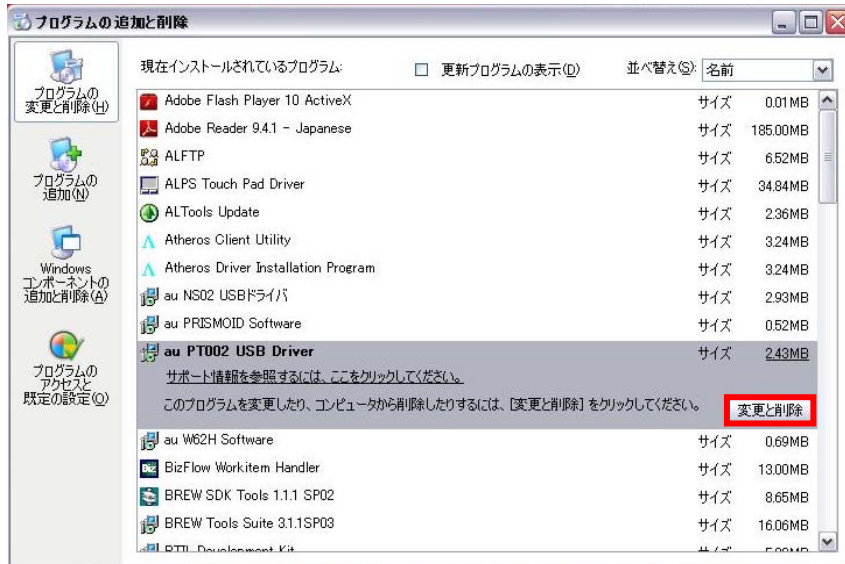 プログラムの追加と削除
現在インストールされているプログラム:
更新プログラムの表示(D)
並べ替え(S):
名前
プログラムの
変更と削除(H)
プログラムの
追加(N)
Windows
コンポーネントの
追加と削除(A)
プログラムの
アクセスと
既定の設定(O)
Adobe Flash Player 10 ActiveX サイズ 0.01MB
Adobe Reader 9.4.1 - Japanese サイズ 185.00MB
ALFTP サイズ 6.52MB
ALPS Touch Pad Driver サイズ 34.84MB
ALTools Update サイズ 2.36MB
Atheros Client Utility サイズ 3.24MB
Atheros Driver Installation Program サイズ 3.24MB
au NS02 USBドライバ サイズ 2.93MB
au PRISMOID Software サイズ 0.52MB
au PT002 USB Driver サイズ 2.43MB
サポート情報を参照するには、ここをクリックしてください。
このプログラムを変更したり、コンピュータから削除したりするには、[変更と削除] をクリックしてください。
変更と削除
au W62H Software サイズ 0.69MB
BizFlow Workitem Handler サイズ 13.00MB
BREW SDK Tools 1.1.1 SP02 サイズ 8.65MB
BREW Tools Suite 3.1.1SP03 サイズ 16.06MB